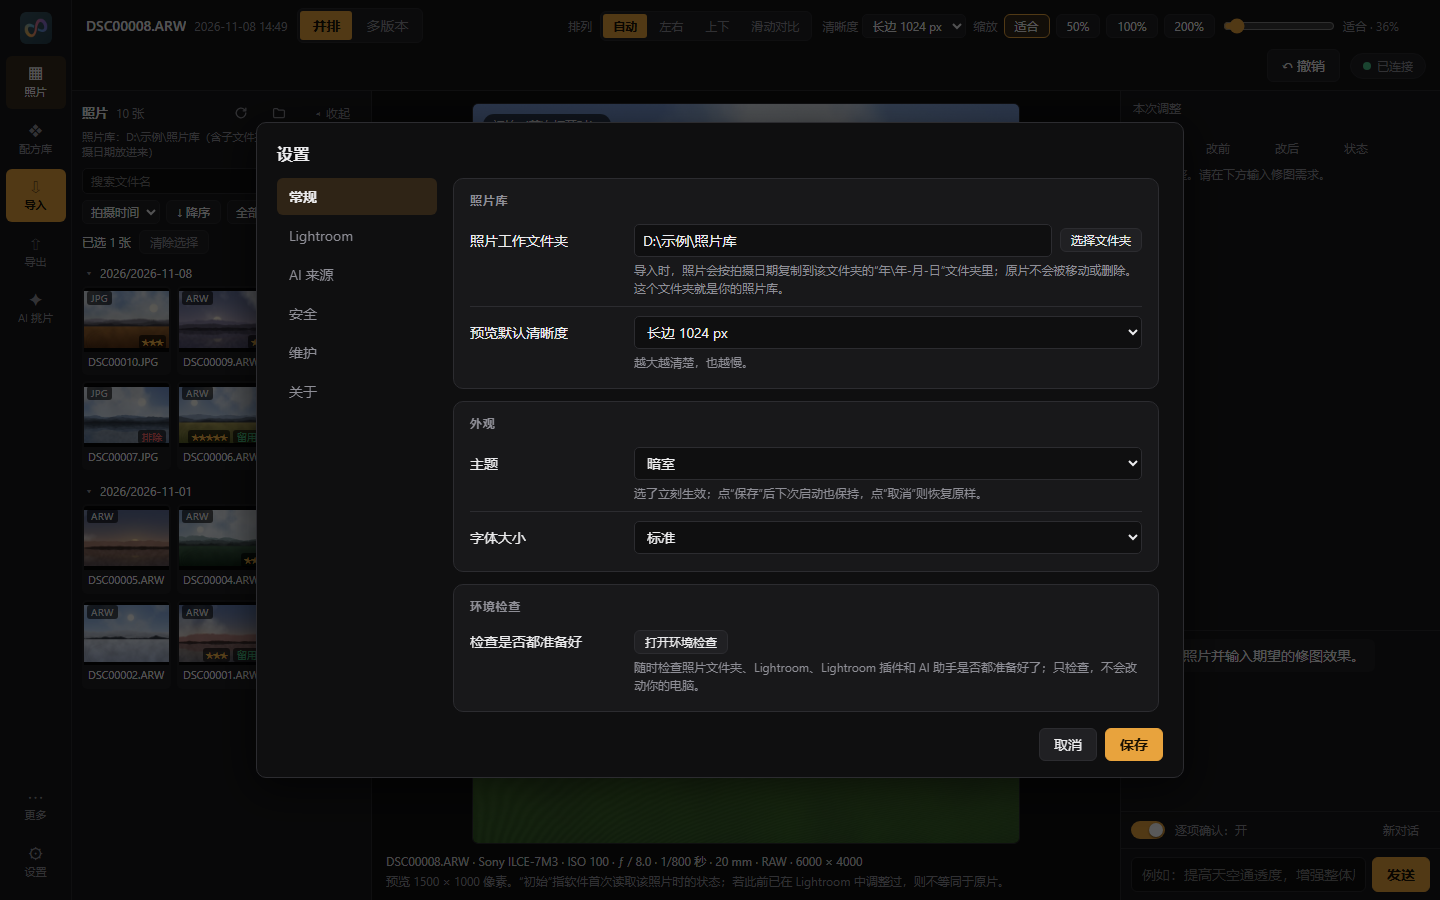 DSC00008.ARW 2026-11-08 14:49 并排 多版本 排列 自动 左右 上下 滑动对比 清晰度 长边 1024 px 缩放 适合 50% 100% 200% 适合 · 36%
撤销 已连接
照片
配方库
导入
导出
AI 挑片
更多
设置
照片 10 张 收起
照片库：D:\示例\照片库（含子文件
摄日期放进来）
搜索文件名
拍摄时间 ↓降序 全部
已选 1 张 清除选择
2026/2026-11-08
JPG ARW
DSC00010.JPG DSC00009.ARW
JPG ARW
排除 留用
DSC00007.JPG DSC00006.ARW
2026/2026-11-01
ARW ARW
DSC00005.ARW DSC00004.ARW
ARW ARW
留用
DSC00002.ARW DSC00001.ARW
设置
常规
Lightroom
AI 来源
安全
维护
关于
照片库
照片工作文件夹 D:\示例\照片库 选择文件夹
导入时，照片会按拍摄日期复制到该文件夹的“年\年-月-日”文件夹里；原片不会被移动或删除。
这个文件夹就是你的照片库。
预览默认清晰度 长边 1024 px
越大越清楚，也越慢。
外观
主题 暗室
选了立刻生效；点“保存”后下次启动也保持，点“取消”则恢复原样。
字体大小 标准
环境检查
检查是否都准备好 打开环境检查
随时检查照片文件夹、Lightroom、Lightroom 插件和 AI 助手是否都准备好了；只检查，不会改
动你的电脑。
取消 保存
本次调整
改前 改后 状态
请在下方输入修图需求。
照片并输入期望的修图效果。
逐项确认：开 新对话
例如：提高天空通透度，增强整体 发送
DSC00008.ARW · Sony ILCE-7M3 · ISO 100 · ƒ / 8.0 · 1/800 秒 · 20 mm · RAW · 6000 × 4000
预览 1500 × 1000 像素。“初始”指软件首次读取该照片时的状态；若此前已在 Lightroom 中调整过，则不等同于原片。